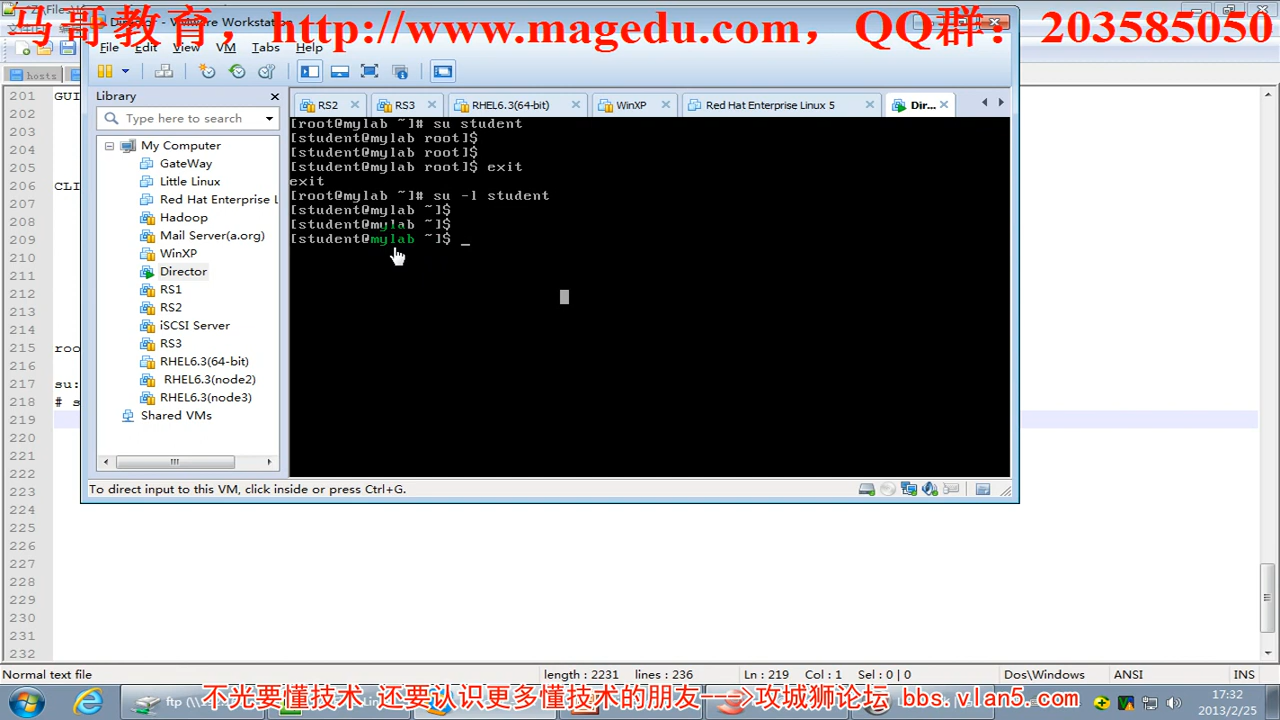 马哥教育，http://www.magedu.com，QQ群：203585050
File Edit View VM Tabs Help
hosts
Library
Type here to search
RS2 RS3 RHEL6.3(64-bit) WinXP Red Hat Enterprise Linux 5 Dir...
My Computer
GateWay
Little Linux
Red Hat Enterprise L
Hadoop
Mail Server(a.org)
WinXP
Director
RS1
RS2
iSCSI Server
RS3
RHEL6.3(64-bit)
RHEL6.3(node2)
RHEL6.3(node3)
Shared VMs
[root@mylab ~]# su student
[student@mylab root]$
[student@mylab root]$
[student@mylab root]$ exit
exit
[root@mylab ~]# su -l student
[student@mylab ~]$
[student@mylab ~]$
[student@mylab ~]$ _
To direct input to this VM, click inside or press Ctrl+G.
201 GUI
202
203
204
205
206 CLI
207
208
209
210
211
212
213
214
215 roo
216
217 su:
218 # s
219
220
221
222
223
224
225
226
227
228
229
230
231
232
Normal text file length : 2231 lines : 236 Ln : 219 Col : 1 Sel : 0 | 0 Dos\Windows ANSI INS
不光要懂技术 还要认识更多懂技术的朋友--->攻城狮论坛 bbs.vlan5.com
17:32
2013/2/25